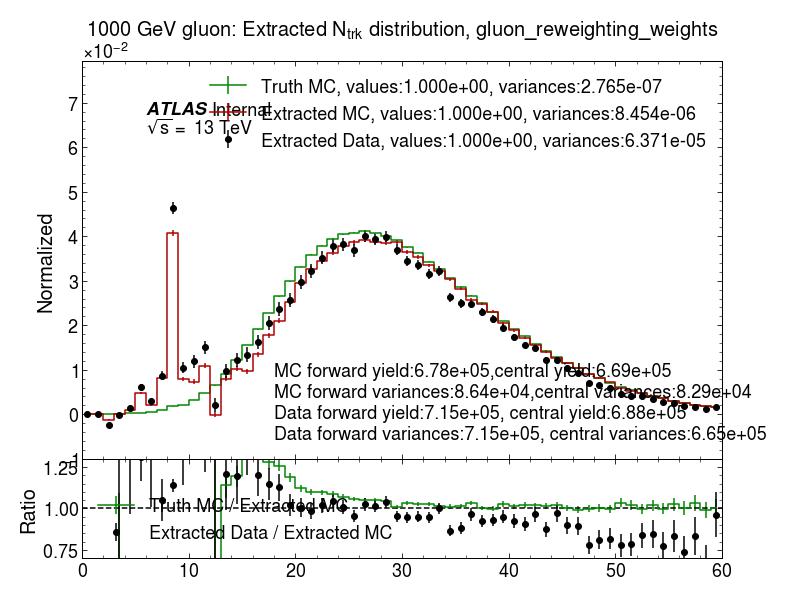 1000 GeV gluon: Extracted N_trk distribution, gluon_reweighting_weights
×10⁻²
Truth MC, values:1.000e+00, variances:2.765e-07
ATLAS Internal
Extracted MC, values:1.000e+00, variances:8.454e-06
√s = 13 TeV
Extracted Data, values:1.000e+00, variances:6.371e-05
Normalized
7
6
5
4
3
2
1
0
1
MC forward yield:6.78e+05,central yield:6.69e+05
MC forward variances:8.64e+04,central variances:8.29e+04
Data forward yield:7.15e+05, central yield:6.88e+05
Data forward variances:7.15e+05, central variances:6.65e+05
Ratio
1.25
1.00
0.75
Truth MC / Extracted MC
Extracted Data / Extracted MC
0 10 20 30 40 50 60